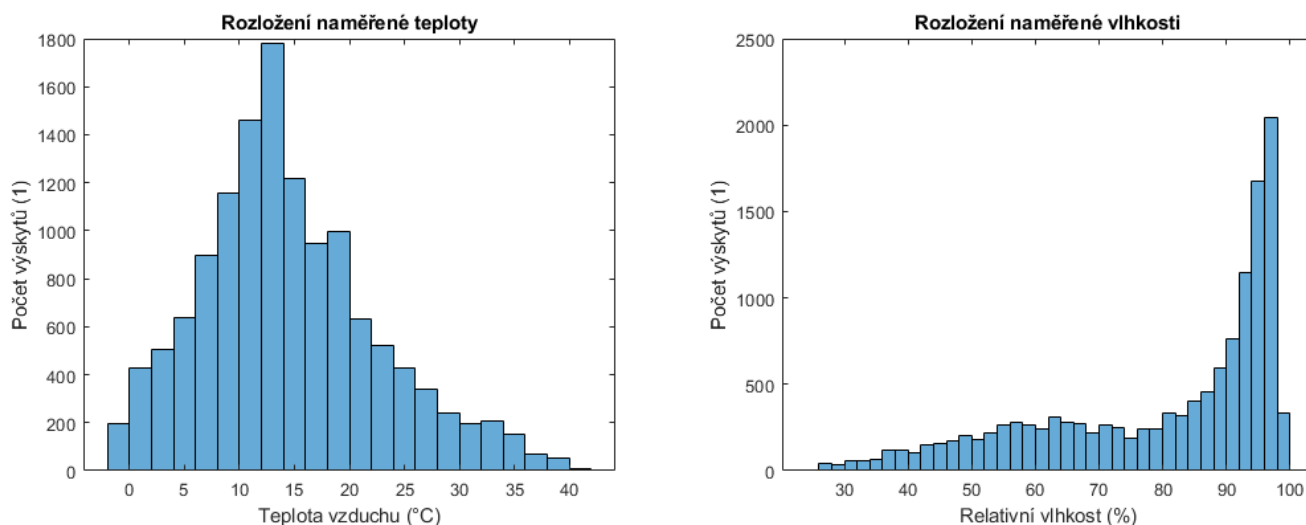 Rozložení naměřené teploty
1800
1600
1400
1200
1000
800
600
400
200
0
Počet výskytů (1)
0 5 10 15 20 25 30 35 40
Teplota vzduchu (°C)
Rozložení naměřené vlhkosti
2500
2000
1500
1000
500
0
Počet výskytů (1)
30 40 50 60 70 80 90 100
Relativní vlhkost (%)